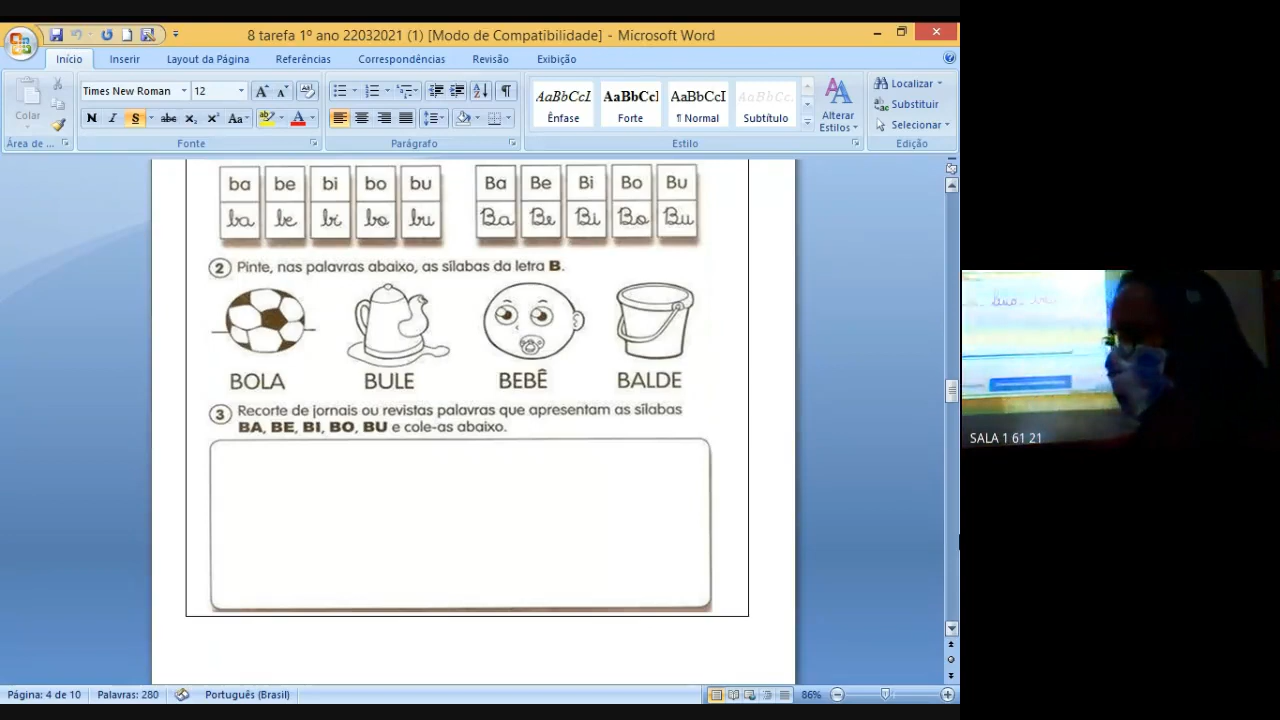 8 tarefa 1º ano 22032021 (1) [Modo de Compatibilidade] - Microsoft Word
Início Inserir Layout da Página Referências Correspondências Revisão Exibição
Times New Roman 12
Colar
N I S abc x₂ x² Aa
AaBbCcI AaBbCcI AaBbCcI AaBbCc.
Ênfase Forte ¶ Normal Subtítulo
Alterar Estilos
Localizar
Substituir
Selecionar
Área de ... Fonte Parágrafo Estilo Edição
ba be bi bo bu Ba Be Bi Bo Bu
ba be bi bo bu Ba Be Bi Bo Bu
2 Pinte, nas palavras abaixo, as sílabas da letra B.
BOLA BULE BEBÊ BALDE
3 Recorte de jornais ou revistas palavras que apresentam as sílabas
BA, BE, BI, BO, BU e cole-as abaixo.
SALA 1 61 21
Página: 4 de 10 Palavras: 280 Português (Brasil) 86%